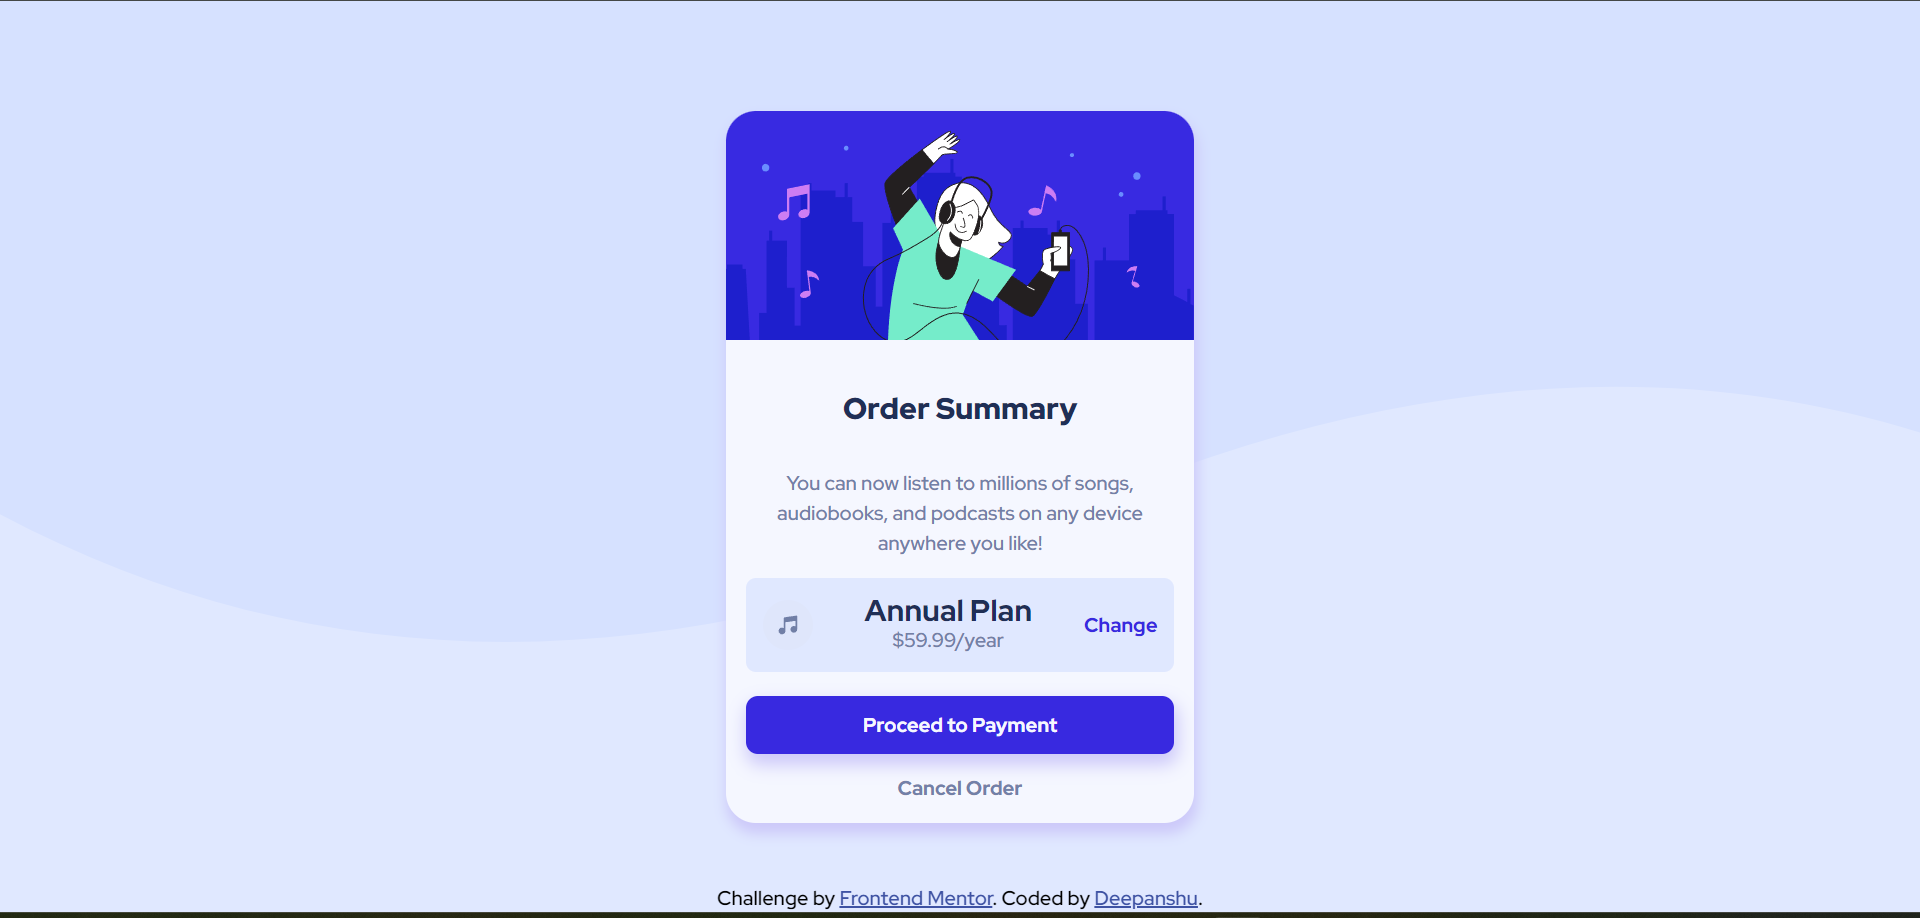 Order Summary
You can now listen to millions of songs,
audiobooks, and podcasts on any device
anywhere you like!
Annual Plan
$59.99/year
Change
Proceed to Payment
Cancel Order
Challenge by Frontend Mentor. Coded by Deepanshu.